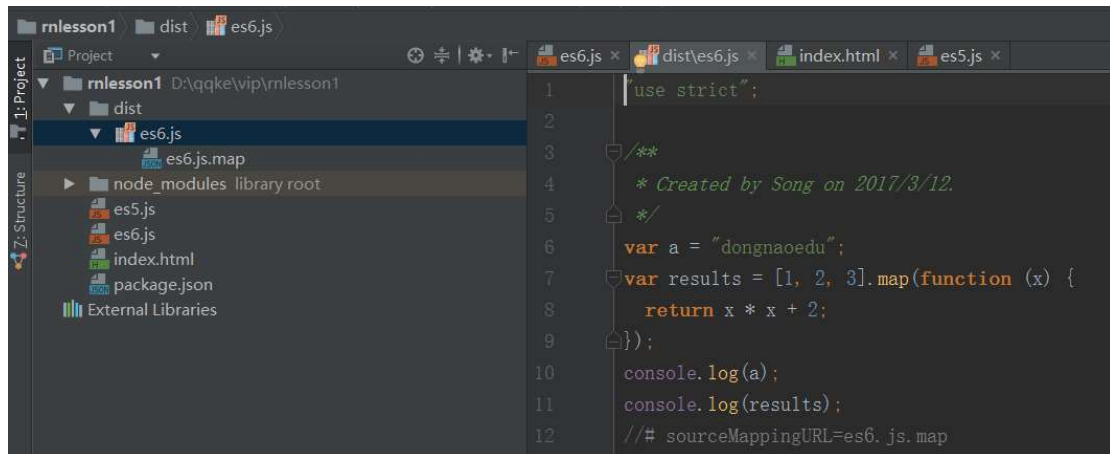 rnlesson1 dist es6.js
Project
1: Project
Z: Structure
rnlesson1 D:\qqke\vip\rnlesson1
dist
es6.js
es6.js.map
node_modules library root
es5.js
es6.js
index.html
package.json
External Libraries
es6.js × dist\es6.js × index.html × es5.js ×
1 "use strict";
2
3 /**
4 * Created by Song on 2017/3/12.
5 */
6 var a = "dongnaoedu";
7 var results = [1, 2, 3].map(function (x) {
8 return x * x + 2;
9 });
10 console.log(a);
11 console.log(results);
12 //# sourceMappingURL=es6.js.map